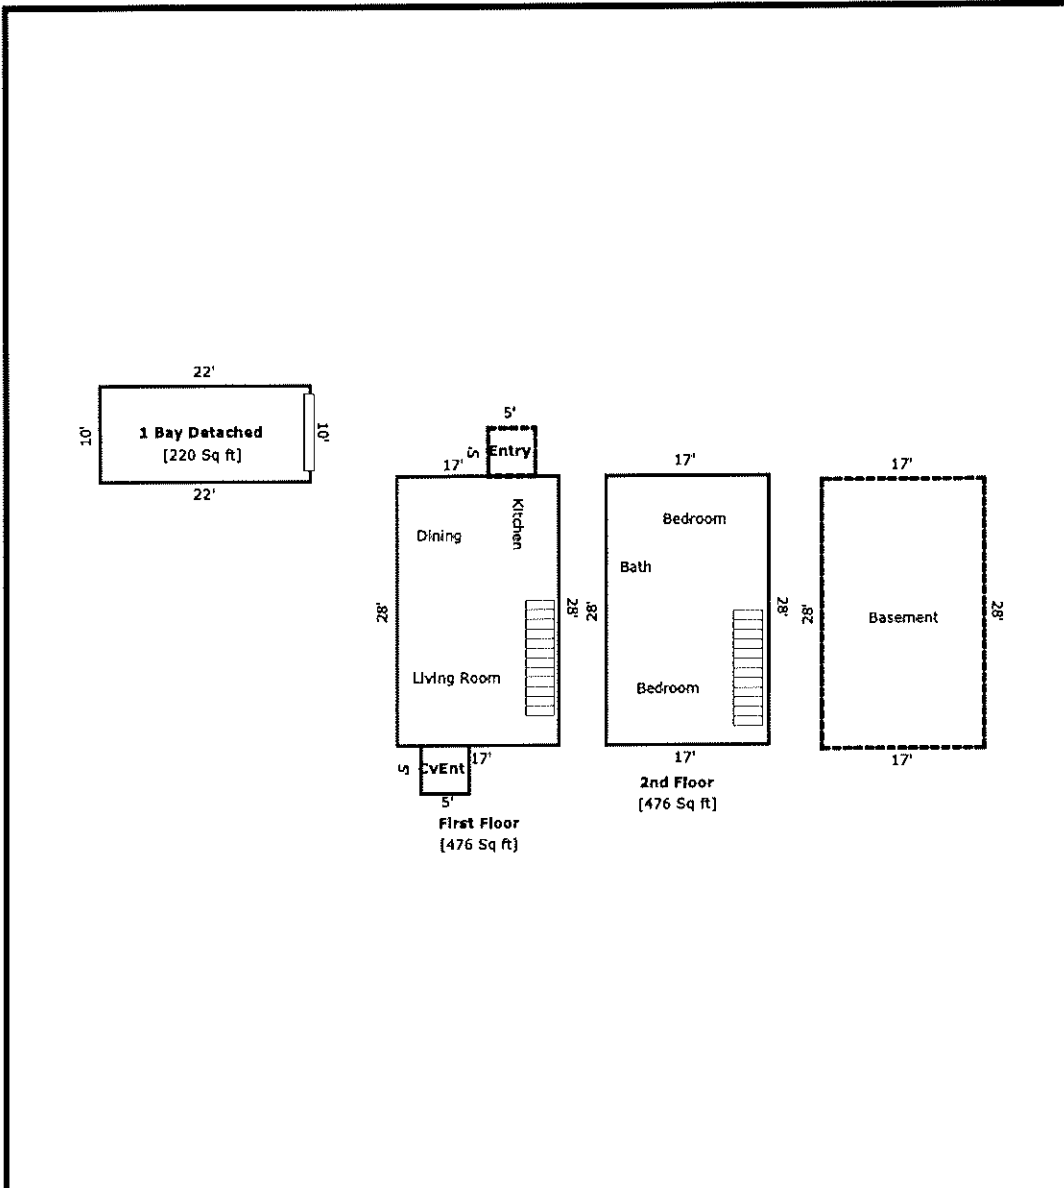 22'
10'
1 Bay Detached
[220 Sq ft]
10'
22'
5'
5'
Entry
17'
Dining
Kitchen
28'
28'
Living Room
17'
5'
CvEnt
5'
First Floor
[476 Sq ft]
17'
Bedroom
Bath
28'
28'
Bedroom
17'
2nd Floor
[476 Sq ft]
17'
28'
Basement
28'
17'